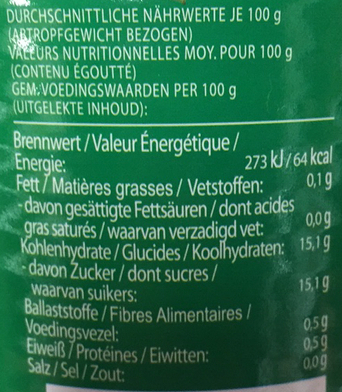 DURCHSCHNITTLICHE NÄHRWERTE JE 100 g
(ABTROPFGEWICHT BEZOGEN)
VALEURS NUTRITIONNELLES MOY. POUR 100 g
(CONTENU ÉGOUTTÉ)
GEM. VOEDINGSWAARDEN PER 100 g
(UITGELEKTE INHOUD):
Brennwert / Valeur Énergétique /
Energie: 273 kJ / 64 kcal
Fett / Matières grasses / Vetstoffen: 0,1 g
- davon gesättigte Fettsäuren / dont acides
gras saturés / waarvan verzadigd vet: 0,0 g
Kohlenhydrate / Glucides / Koolhydraten: 15,1 g
- davon Zucker / dont sucres /
waarvan suikers: 15,1 g
Ballaststoffe / Fibres Alimentaires /
Voedingsvezel: 0,5 g
Eiweiß / Protéines / Eiwitten: 0,5 g
Salz / Sel / Zout: 0,0 g